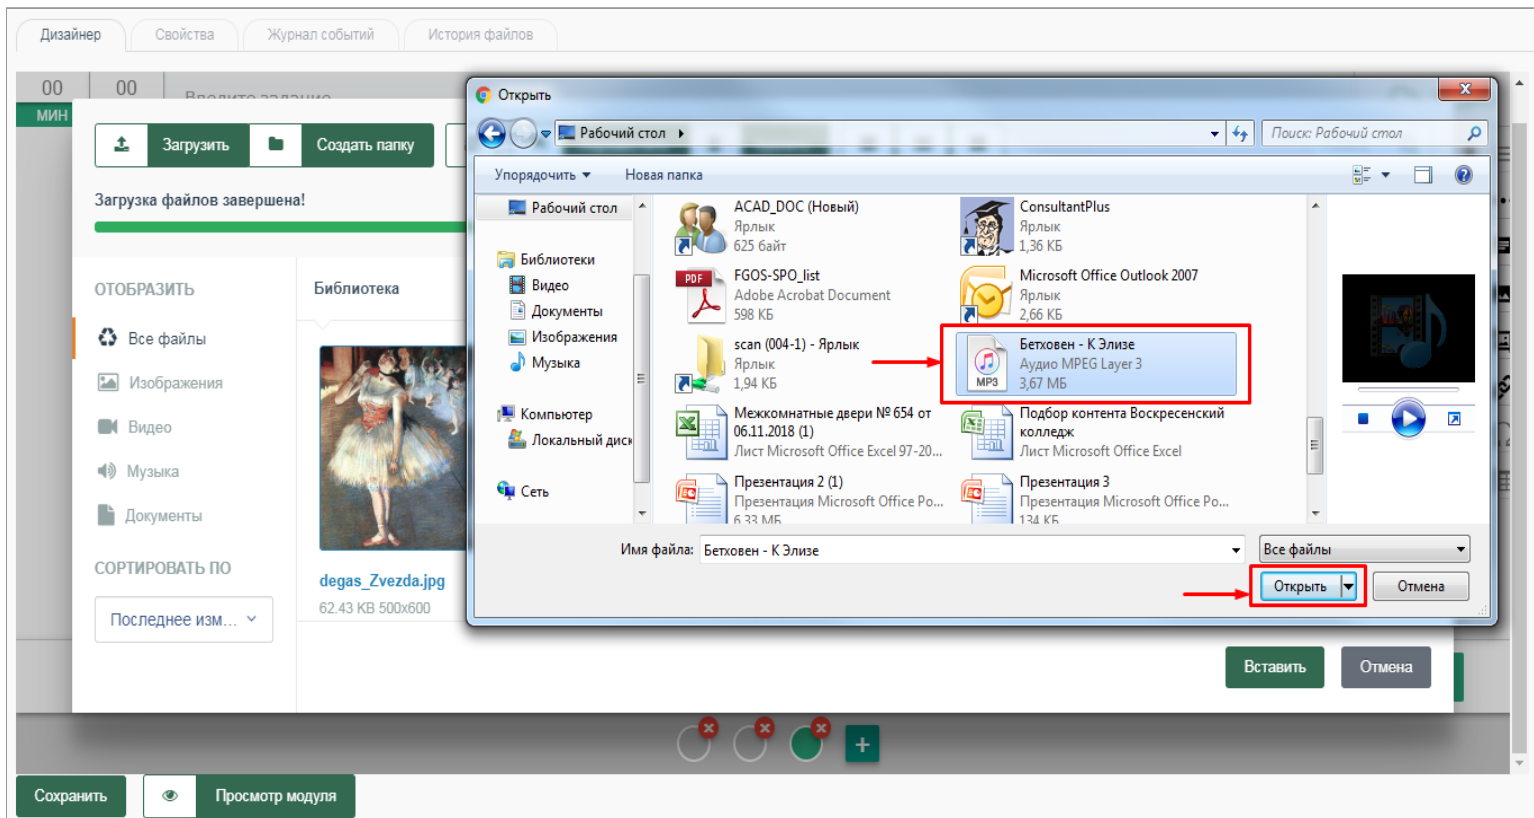 Дизайнер
Свойства
Журнал событий
История файлов
00
00
МИН
Введите задание
Загрузить
Создать папку
Загрузка файлов завершена!
ОТОБРАЗИТЬ
Все файлы
Изображения
Видео
Музыка
Документы
СОРТИРОВАТЬ ПО
Последнее изм...
Библиотека
degas_Zvezda.jpg
62.43 KB 500x600
Открыть
Рабочий стол
Поиск: Рабочий стол
Упорядочить
Новая папка
Рабочий стол
Библиотеки
Видео
Документы
Изображения
Музыка
Компьютер
Локальный диск
Сеть
ACAD_DOC (Новый)
Ярлык
625 байт
ConsultantPlus
Ярлык
1,36 КБ
PDF
FGOS-SPO_list
Adobe Acrobat Document
598 КБ
Microsoft Office Outlook 2007
Ярлык
2,66 КБ
scan (004-1) - Ярлык
Ярлык
1,94 КБ
MP3
Бетховен - К Элизе
Аудио MPEG Layer 3
3,67 МБ
Межкомнатные двери № 654 от
06.11.2018 (1)
Лист Microsoft Office Excel 97-20...
Подбор контента Воскресенский
колледж
Лист Microsoft Office Excel
Презентация 2 (1)
Презентация Microsoft Office Po...
6,33 МБ
Презентация 3
Презентация Microsoft Office Po...
134 КБ
Имя файла:
Бетховен - К Элизе
Все файлы
Открыть
Отмена
Вставить
Отмена
Сохранить
Просмотр модуля